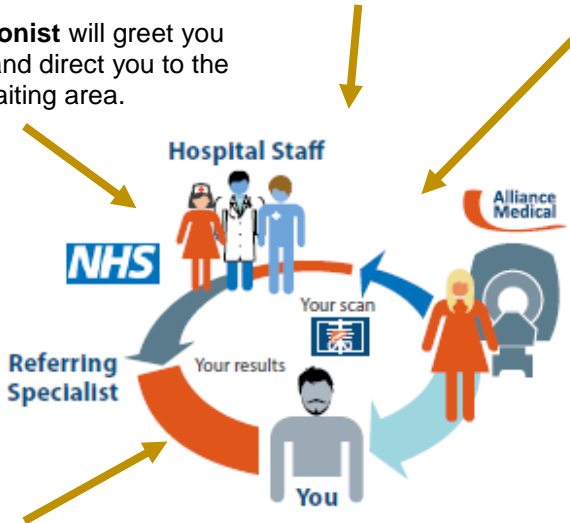 onist will greet you
and direct you to the
aiting area.
Hospital Staff
Alliance
Medical
NHS
Your scan
Referring
Specialist
Your results
You